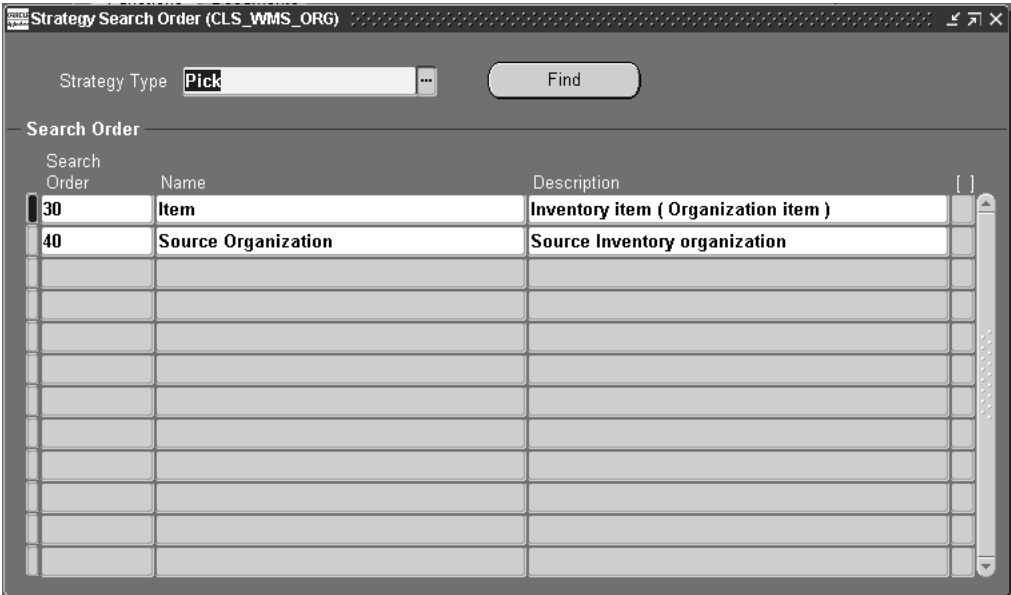 Strategy Search Order (CLS_WMS_ORG)
Strategy Type Pick ... Find
Search Order
Search
Order Name Description [ ]
30 Item Inventory item ( Organization item )
40 Source Organization Source Inventory organization